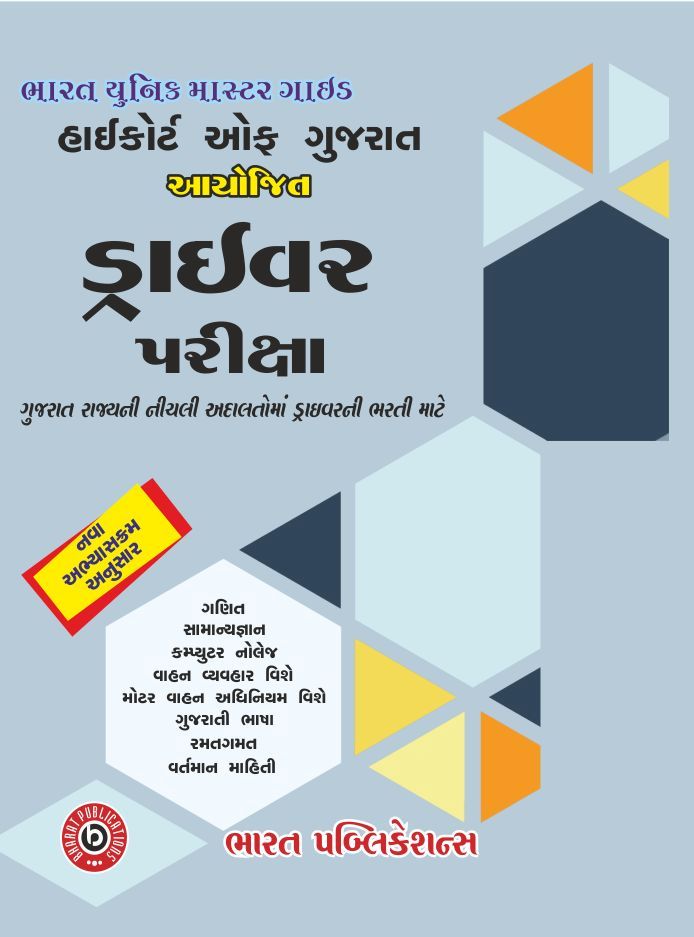 ભારત યુનિક માસ્ટર ગાઇડ
હાઈકોર્ટ ઓફ ગુજરાત
આયોજિત
ડ્રાઈવર
પરીક્ષા
ગુજરાત રાજ્યની નીચલી અદાલતોમાં ડ્રાઇવરની ભરતી માટે
નવા
અભ્યાસક્રમ
અનુસાર
ગણિત
સામાન્યજ્ઞાન
કમ્પ્યુટર નોલેજ
વાહન વ્યવહાર વિશે
મોટર વાહન અધિનિયમ વિશે
ગુજરાતી ભાષા
રમતગમત
વર્તમાન માહિતી
BHARAT PUBLICATIONS
b
ભારત પબ્લિકેશન્સ